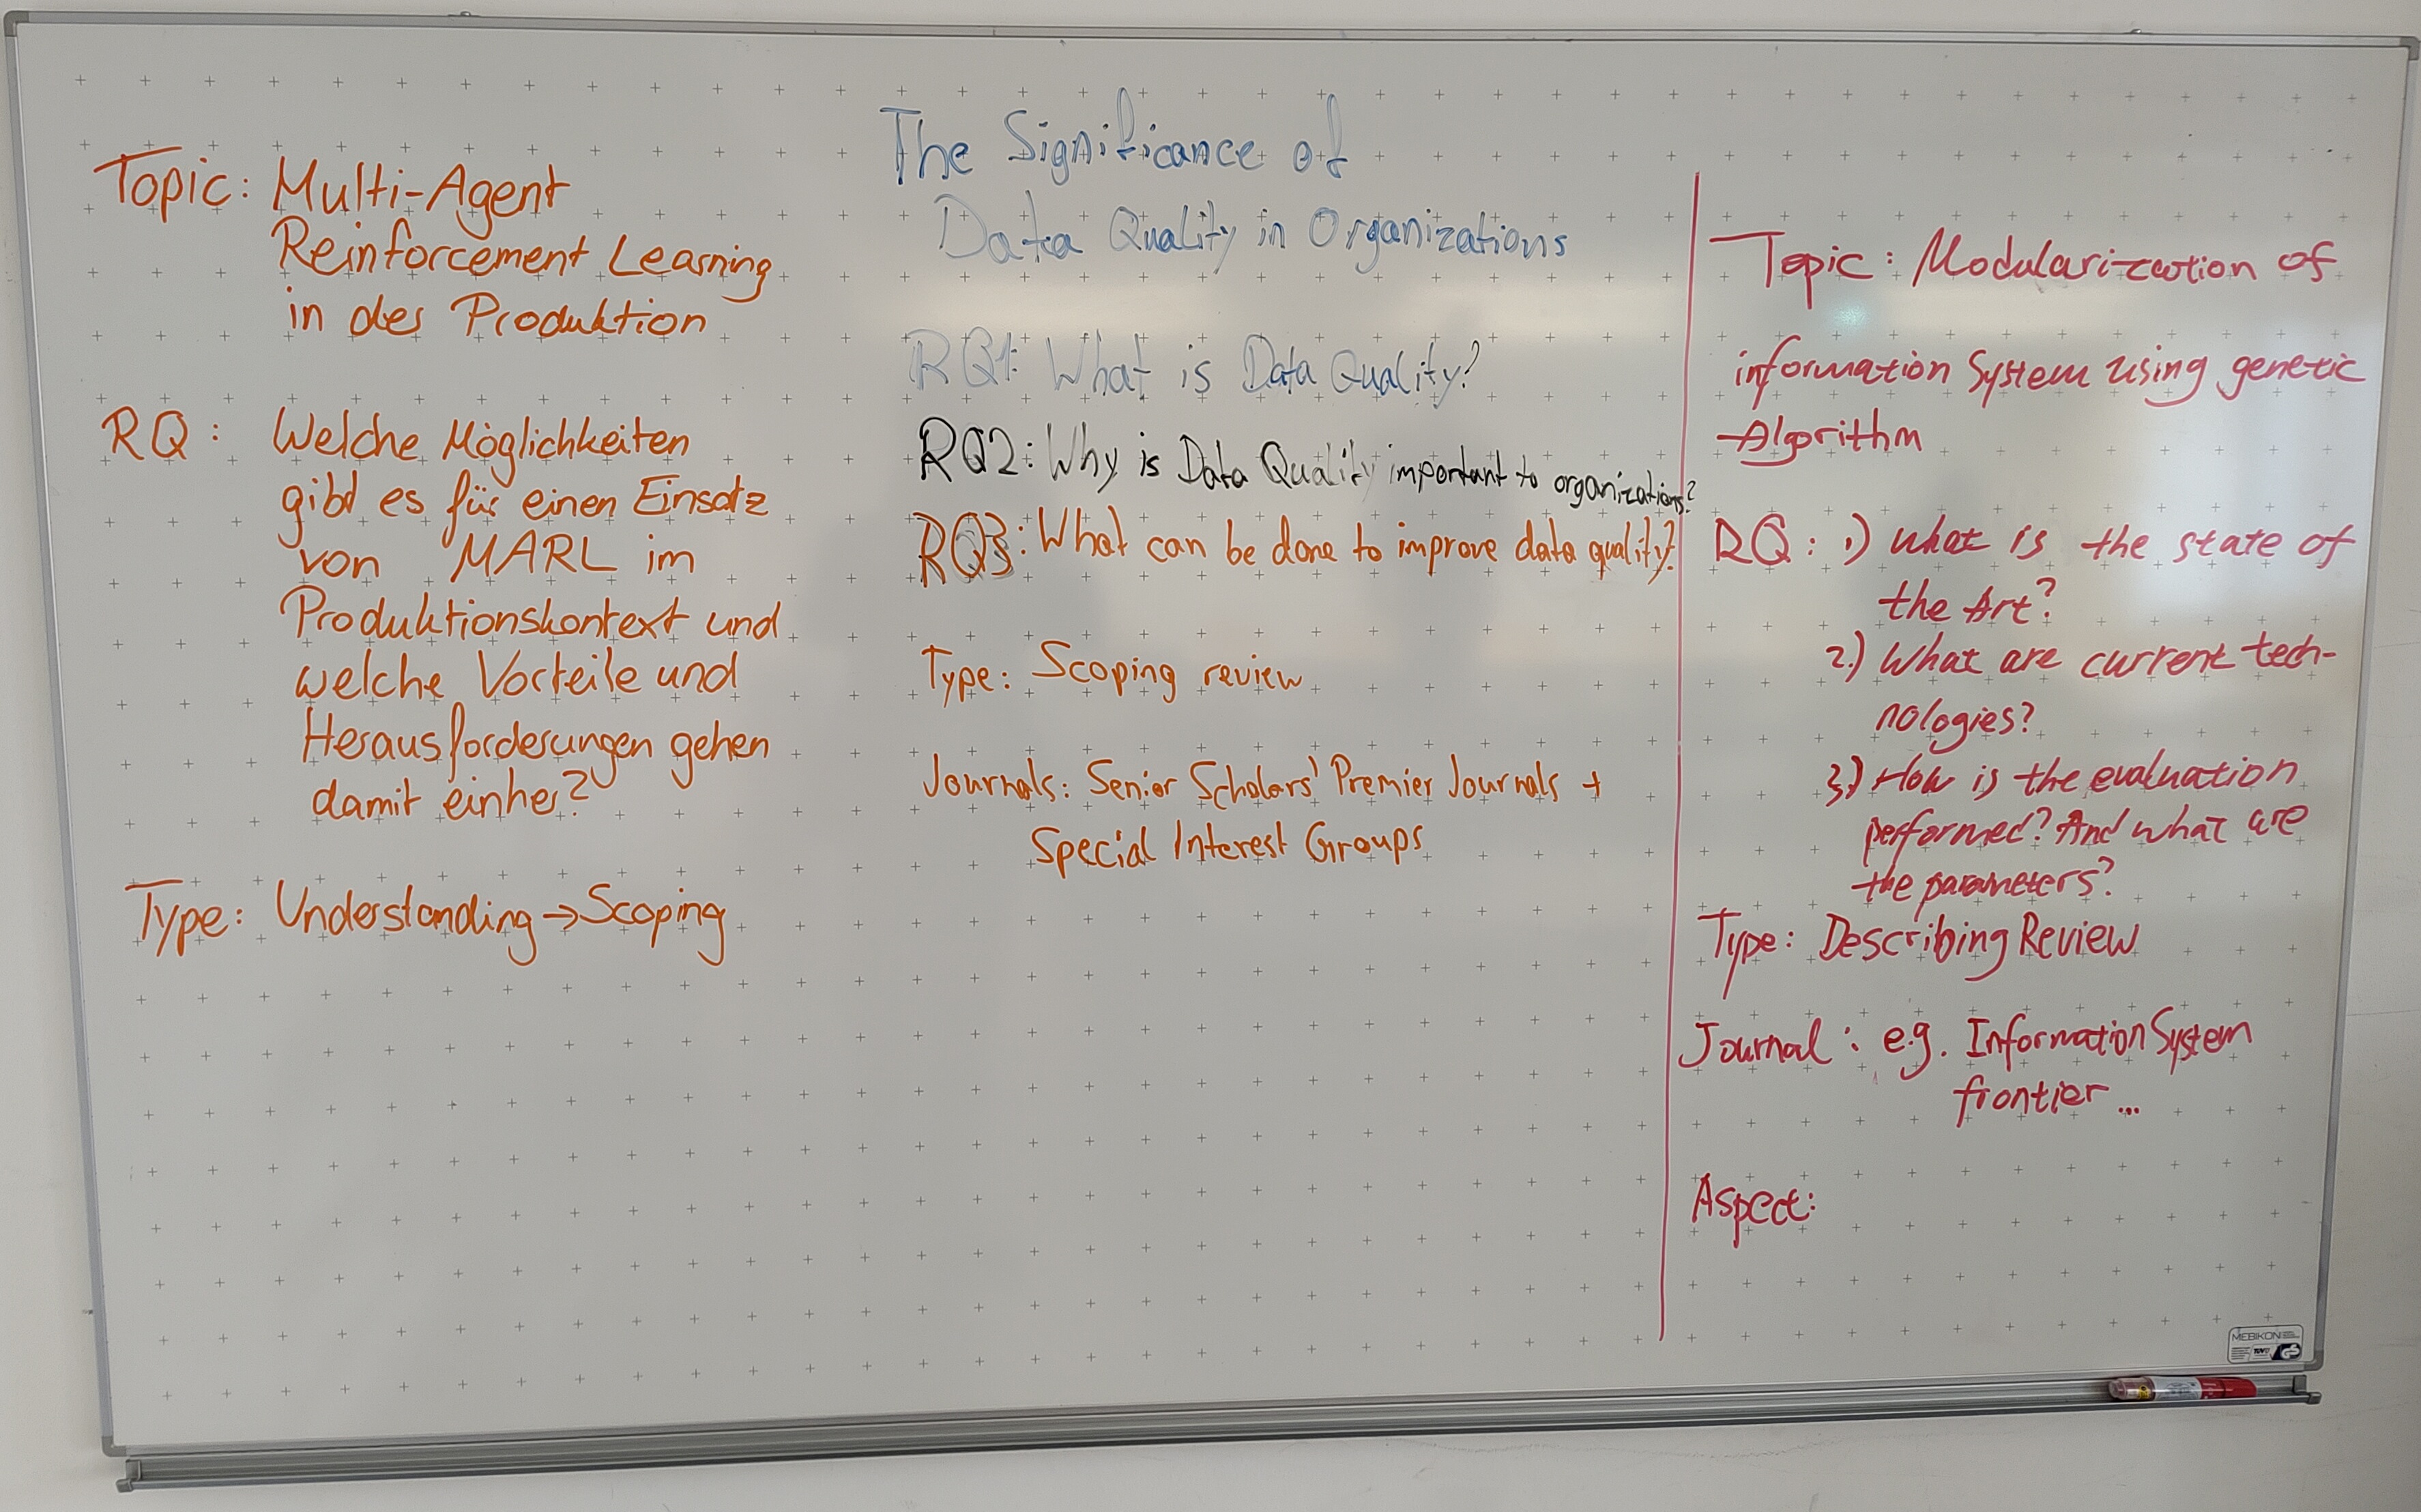 Topic: Multi-Agent
Reinforcement Learning
in der Produktion
RQ: Welche Möglichkeiten
gibt es für einen Einsatz
von MARL im
Produktionskontext und
welche Vorteile und
Herausforderungen gehen
damit einher?
Type: Understanding → Scoping
The Significance of
Data Quality in Organizations
RQ1: What is Data Quality?
RQ2: Why is Data Quality important to organizations?
RQ3: What can be done to improve data quality?
Type: Scoping review
Journals: Senior Scholars' Premier Journals +
Special Interest Groups
Topic: Modularization of
information System using genetic
Algorithm
RQ: 1) What is the state of
the Art?
2.) What are current tech-
nologies?
3.) How is the evaluation
performed? And what are
the parameters?
Type: Describing Review
Journal: e.g. Information System
frontier...
Aspect:
MEBIKON
TÜV
GS